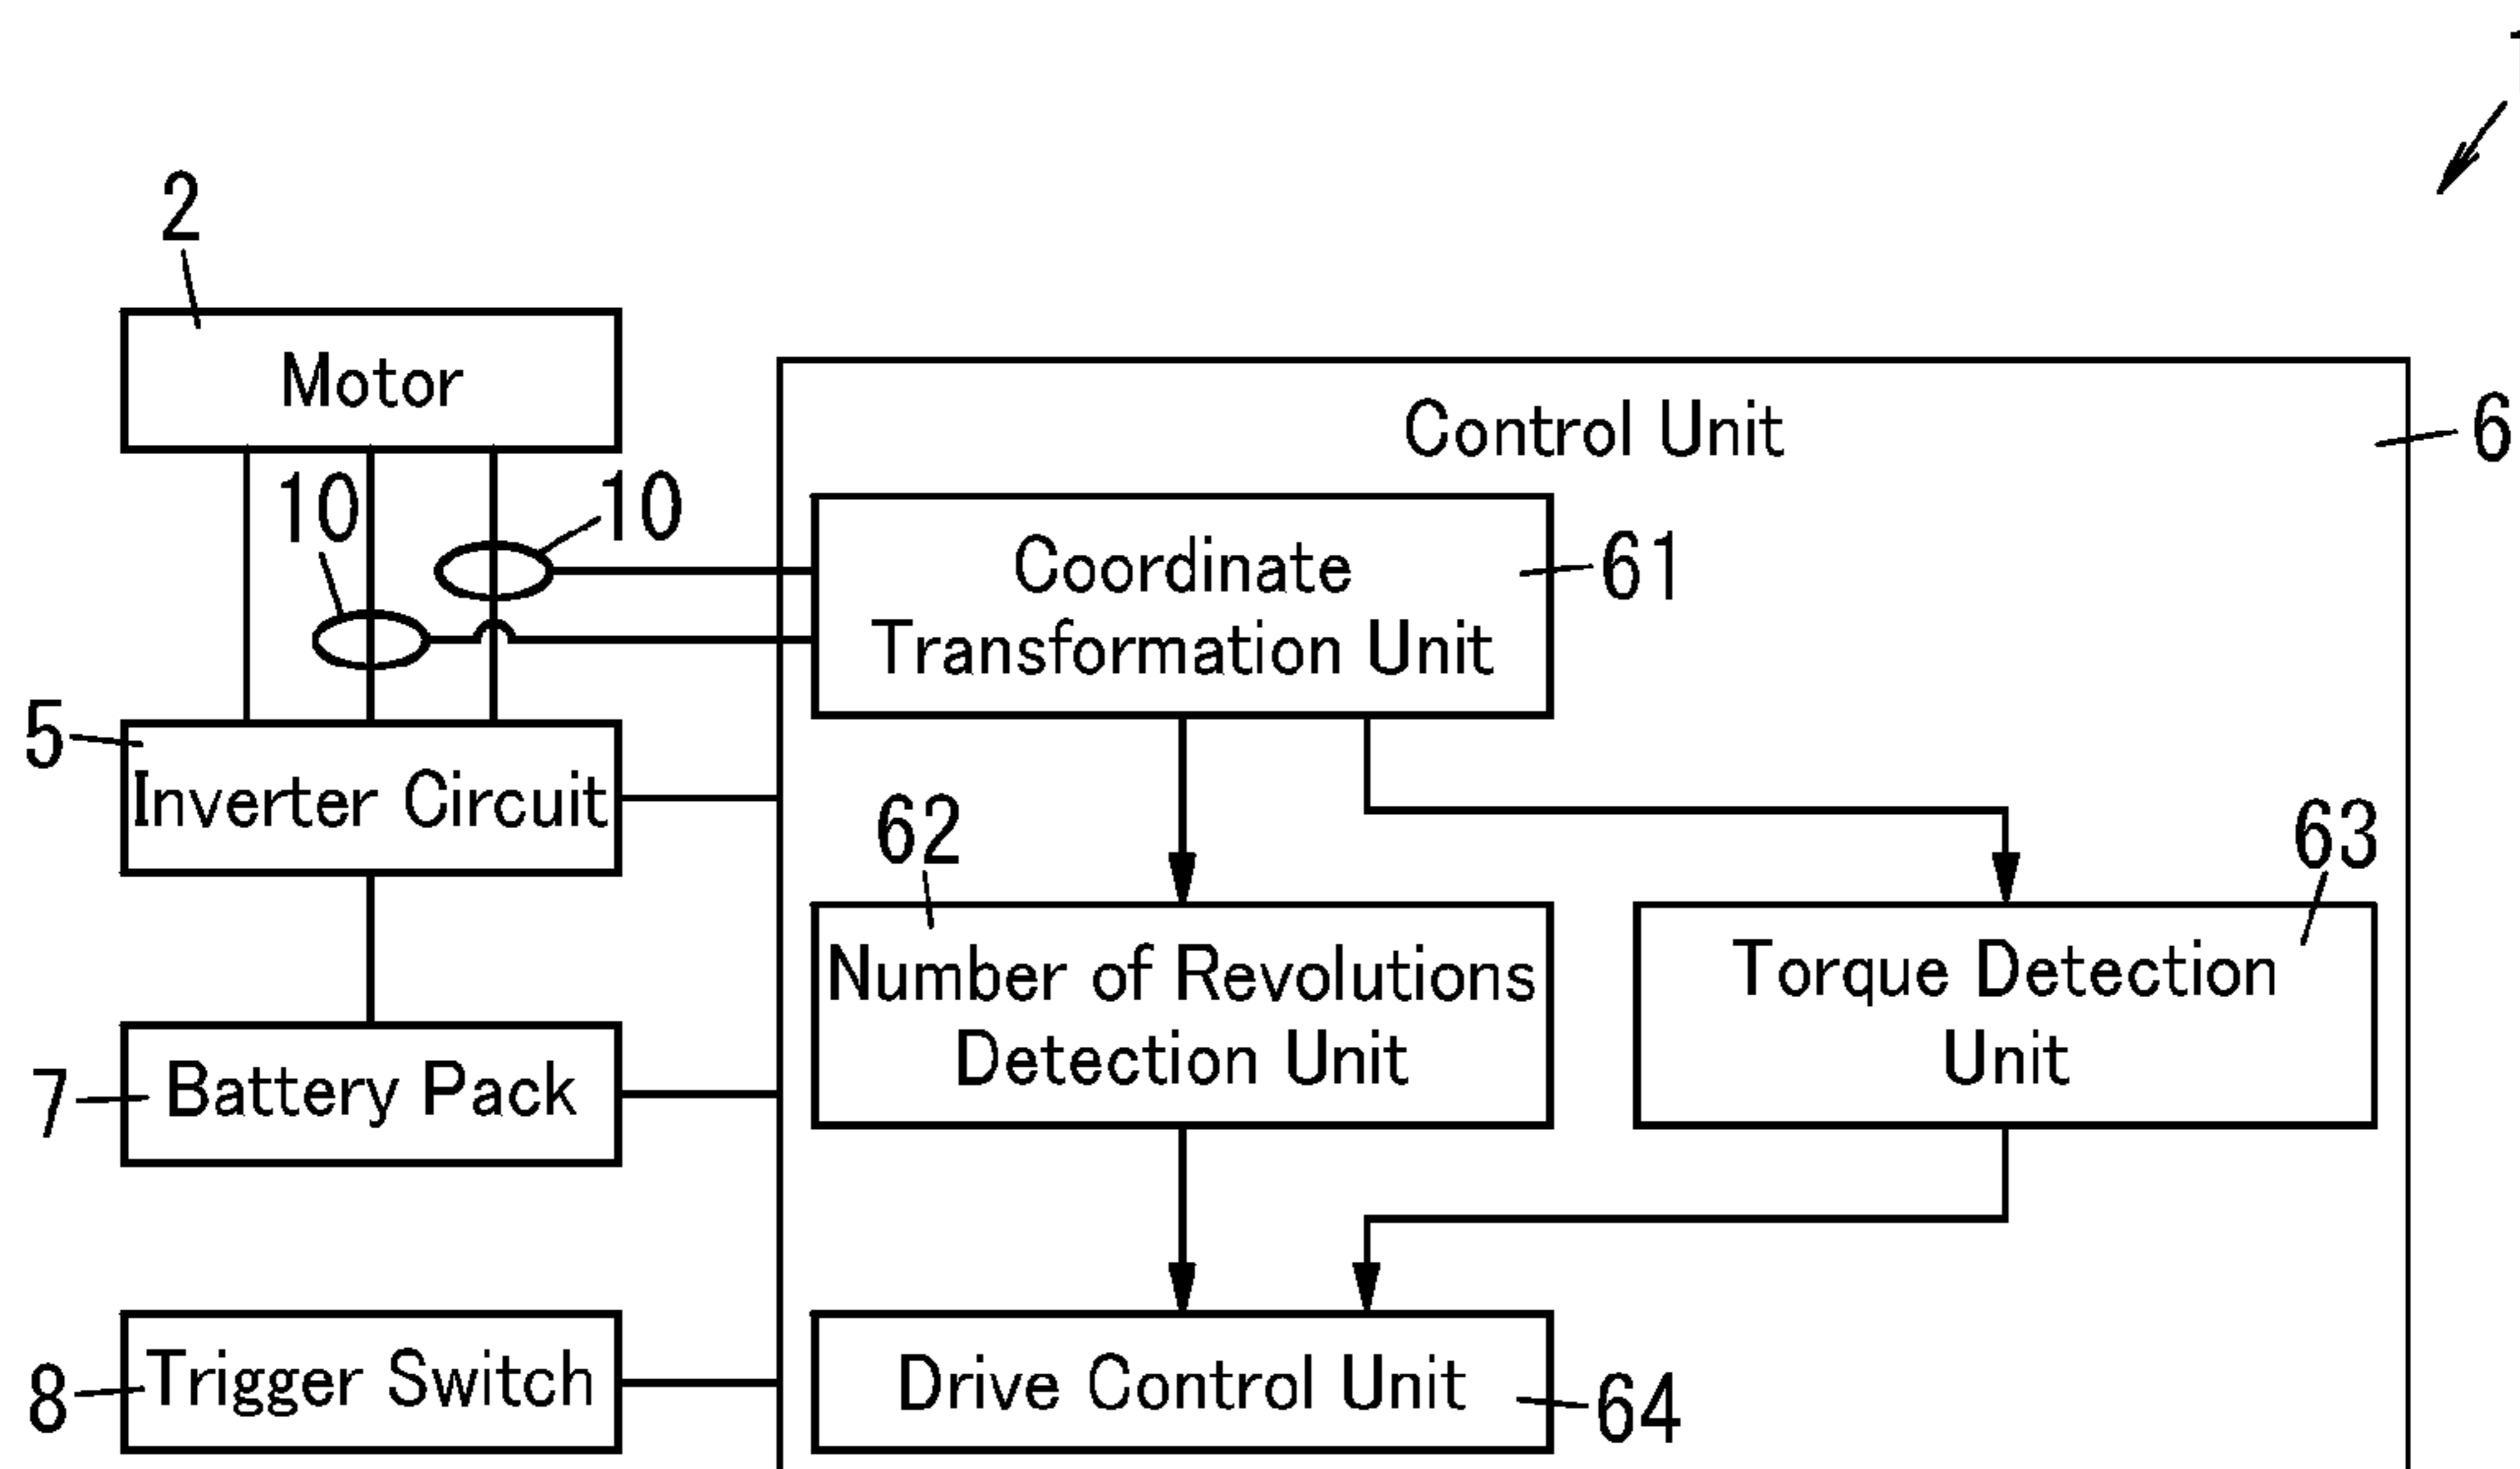 2
Motor
Control Unit
6
10
10
Coordinate
Transformation Unit
61
5
Inverter Circuit
62
63
Number of Revolutions
Detection Unit
Torque Detection
Unit
7
Battery Pack
8
Trigger Switch
Drive Control Unit
64